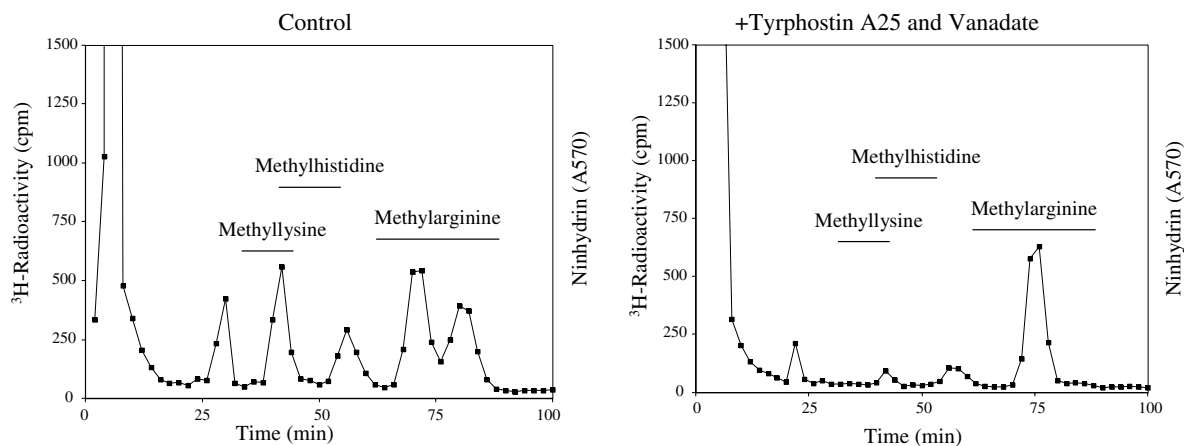 Control
1500
1250
1000
750
500
250
0
³H-Radioactivity (cpm)
Methylhistidine
Methyllysine
Methylarginine
Ninhydrin (A570)
0 25 50 75 100
Time (min)
+Tyrphostin A25 and Vanadate
1500
1250
1000
750
500
250
0
³H-Radioactivity (cpm)
Methylhistidine
Methyllysine
Methylarginine
Ninhydrin (A570)
0 25 50 75 100
Time (min)